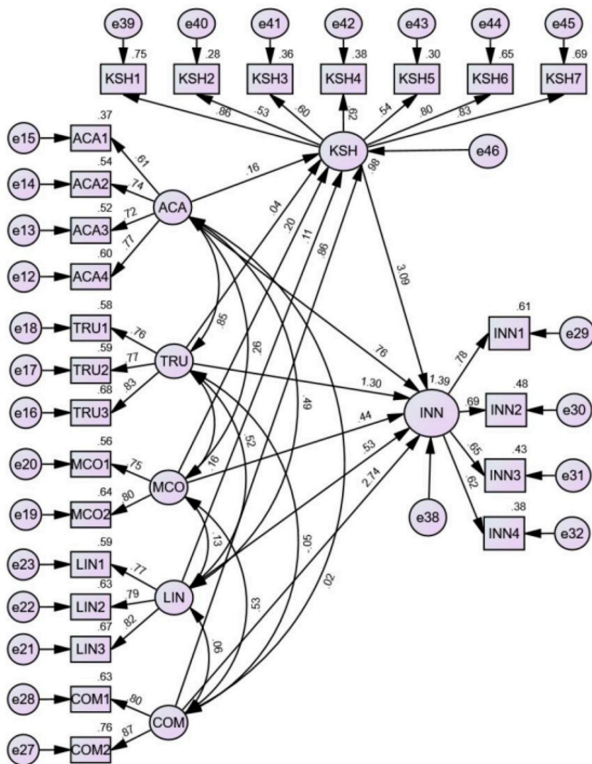 e39 e40 e41 e42 e43 e44 e45
.75 .28 .36 .38 .30 .65 .69
KSH1 KSH2 KSH3 KSH4 KSH5 KSH6 KSH7
.86 .53 .60 .62 .54 .80 .83
KSH
.98
e46
.37
e15 ACA1
.61
.54
e14 ACA2
.74
.52
e13 ACA3
.72
.60
e12 ACA4
.77
ACA
.16
.04
.20
.11
.86
3.09
.58
e18 TRU1
.76
.59
e17 TRU2
.77
.68
e16 TRU3
.83
TRU
.85
.26
.49
.76
1.30
.56
e20 MCO1
.75
.64
e19 MCO2
.80
MCO
.16
.52
.44
.53
2.74
INN
1.39
e38
.61
INN1 e29
.78
.48
INN2 e30
.69
.43
INN3 e31
.65
.38
INN4 e32
.62
.59
e23 LIN1
.77
.63
e22 LIN2
.79
.67
e21 LIN3
.82
LIN
.13
.53
.02
.06
.63
e28 COM1
.80
.76
e27 COM2
.87
COM